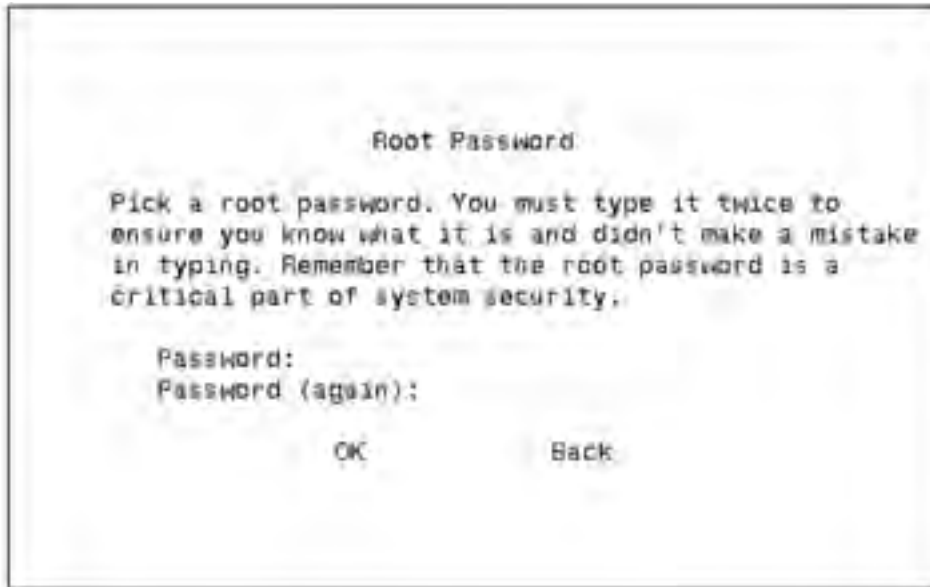 Root Password
Pick a root password. You must type it twice to
ensure you know what it is and didn't make a mistake
in typing. Remember that the root password is a
critical part of system security.
Password:
Password (again):
OK Back